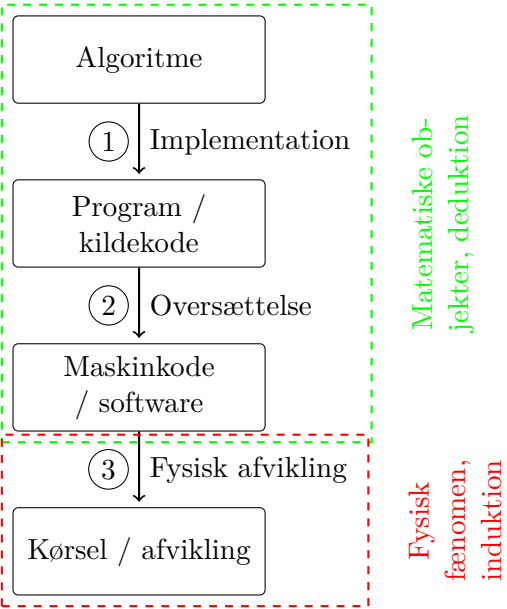 Algoritme
1 Implementation
Program /
kildekode
2 Oversættelse
Maskinkode
/ software
3 Fysisk afvikling
Kørsel / afvikling
Matematiske ob-
jekter, deduktion
Fysisk
fænomen,
induktion